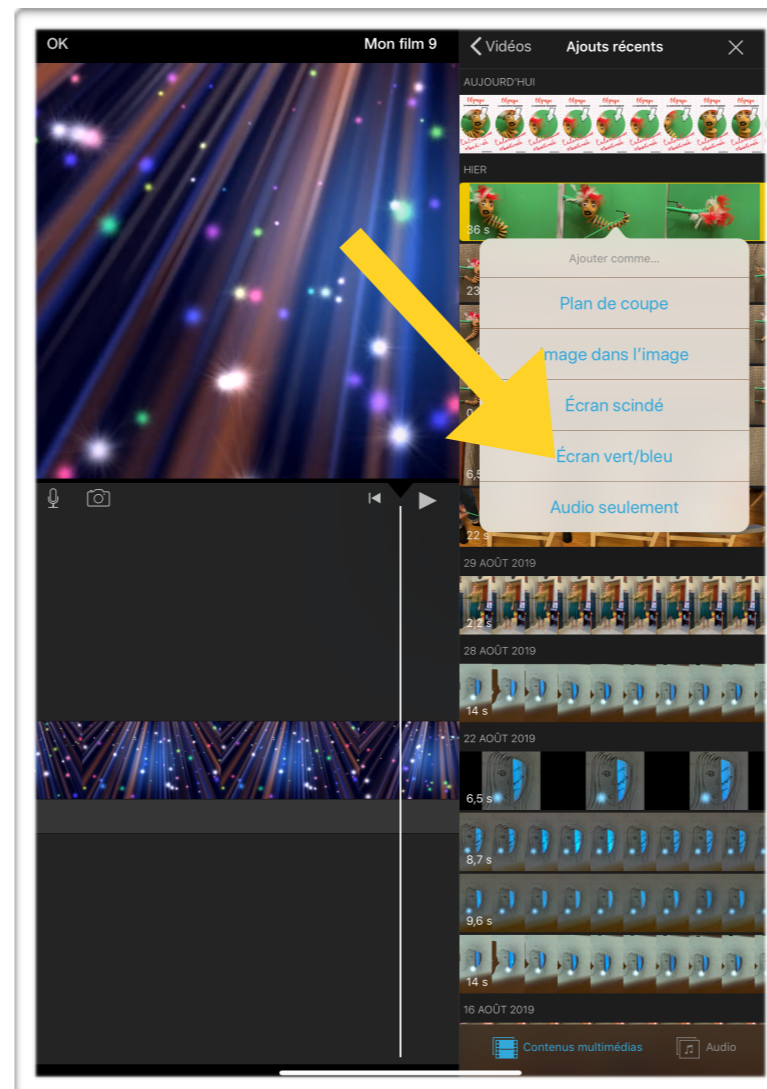 OK
Mon film 9
Vidéos
Ajouts récents
AUJOURD'HUI
HIER
36 s
Ajouter comme...
23
Plan de coupe
Image dans l'image
Écran scindé
Écran vert/bleu
6,5
Audio seulement
22 s
29 AOÛT 2019
2,2 s
28 AOÛT 2019
14 s
22 AOÛT 2019
6,5 s
8,7 s
9,6 s
14 s
16 AOÛT 2019
Contenus multimédias
Audio